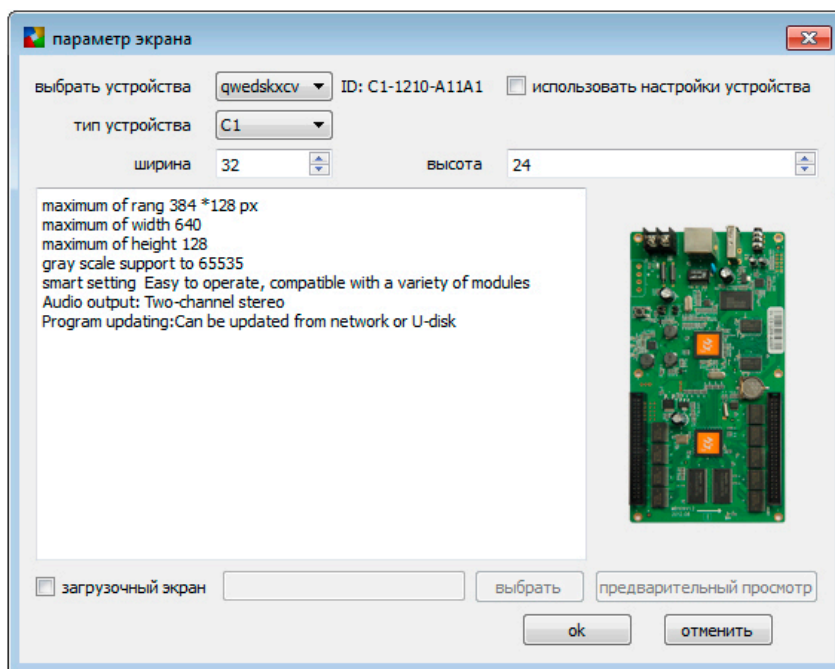 параметр экрана
выбрать устройства qwedskxcv ID: C1-1210-A11A1 использовать настройки устройства
тип устройства C1
ширина 32 высота 24
maximum of rang 384 *128 px
maximum of width 640
maximum of height 128
gray scale support to 65535
smart setting Easy to operate, compatible with a variety of modules
Audio output: Two-channel stereo
Program updating:Can be updated from network or U-disk
загрузочный экран выбрать предварительный просмотр
ok отменить